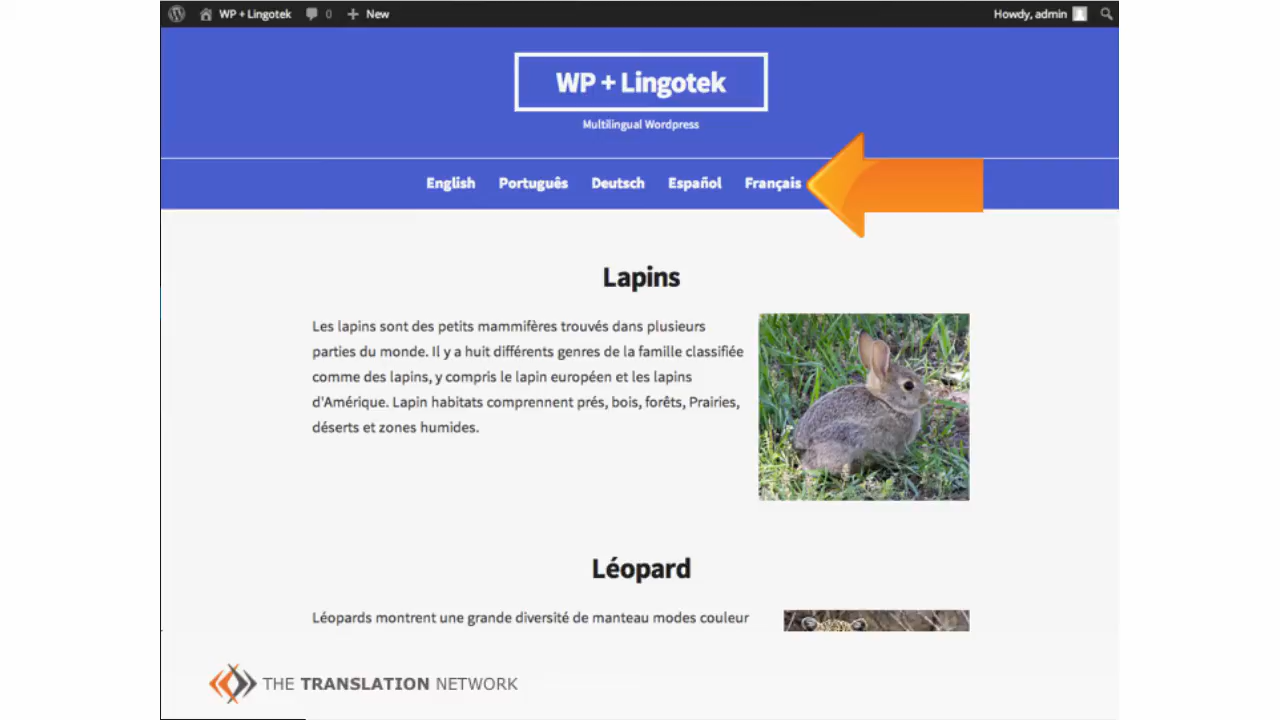 WP + Lingotek 0 New Howdy, admin
WP + Lingotek
Multilingual Wordpress
English Português Deutsch Español Français
Lapins
Les lapins sont des petits mammifères trouvés dans plusieurs
parties du monde. Il y a huit différents genres de la famille classifiée
comme des lapins, y compris le lapin européen et les lapins
d'Amérique. Lapin habitats comprennent prés, bois, forêts, Prairies,
déserts et zones humides.
Léopard
Léopards montrent une grande diversité de manteau modes couleur
THE TRANSLATION NETWORK